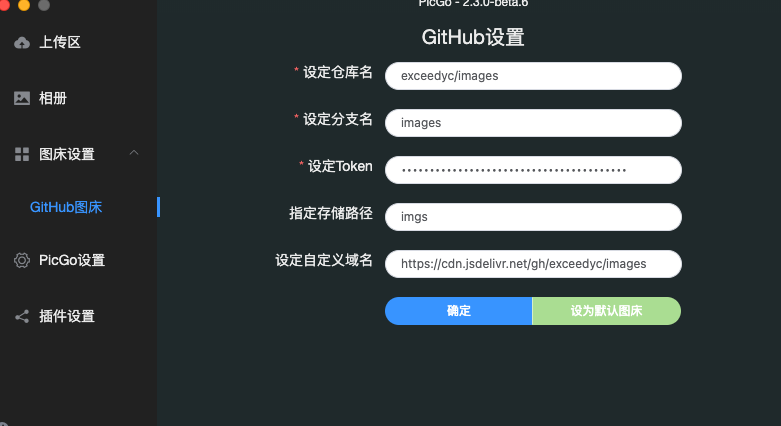 PicGo - 2.3.0-beta.6
上传区
相册
图床设置
GitHub图床
PicGo设置
插件设置
GitHub设置
* 设定仓库名 exceedyc/images
* 设定分支名 images
* 设定Token
指定存储路径 imgs
设定自定义域名 https://cdn.jsdelivr.net/gh/exceedyc/images
确定 设为默认图床